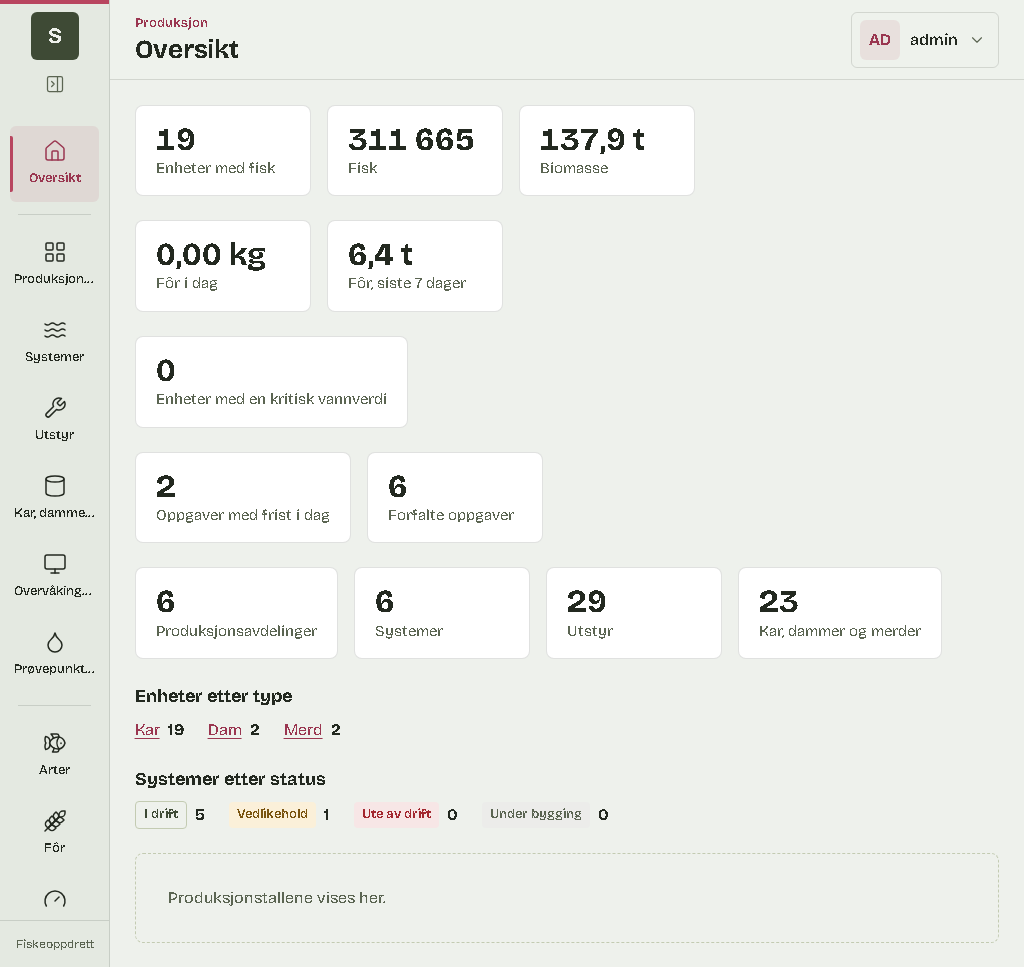 S
Produksjon
Oversikt
AD admin
Oversikt
Produksjon...
Systemer
Utstyr
Kar, damme...
Overvåking...
Prøvepunkt...
Arter
Fôr
Fiskeoppdrett
19
Enheter med fisk
311 665
Fisk
137,9 t
Biomasse
0,00 kg
Fôr i dag
6,4 t
Fôr, siste 7 dager
0
Enheter med en kritisk vannverdi
2
Oppgaver med frist i dag
6
Forfalte oppgaver
6
Produksjonsavdelinger
6
Systemer
29
Utstyr
23
Kar, dammer og merder
Enheter etter type
Kar 19 Dam 2 Merd 2
Systemer etter status
I drift 5 Vedlikehold 1 Ute av drift 0 Under bygging 0
Produksjonstallene vises her.